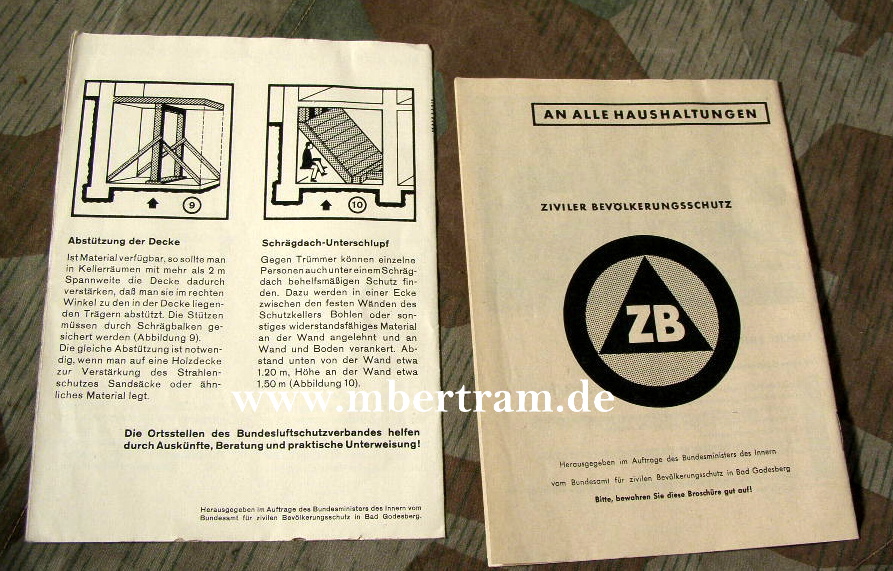 9
10
Abstützung der Decke
Ist Material verfügbar, so sollte man
in Kellerräumen mit mehr als 2 m
Spannweite die Decke dadurch
verstärken, daß man sie im rechten
Winkel zu den in der Decke liegen-
den Trägern abstützt. Die Stützen
müssen durch Schrägbalken ge-
sichert werden (Abbildung 9).
Die gleiche Abstützung ist notwen-
dig, wenn man auf eine Holzdecke
zur Verstärkung des Strahlen-
schutzes Sandsäcke oder ähn-
liches Material legt.
Schrägdach-Unterschlupf
Gegen Trümmer können einzelne
Personen auch unter einem Schräg-
dach behelfsmäßigen Schutz fin-
den. Dazu werden in einer Ecke
zwischen den festen Wänden des
Schutzkellers Bohlen oder son-
stiges widerstandsfähiges Material
an der Wand angelehnt und an
Wand und Boden verankert. Ab-
stand unten von der Wand etwa
1.20 m, Höhe an der Wand etwa
1.50 m (Abbildung 10).
Die Ortsstellen des Bundesluftschutzverbandes helfen
durch Auskünfte, Beratung und praktische Unterweisung!
Herausgegeben im Auftrage des Bundesministers des Innern vom
Bundesamt für zivilen Bevölkerungsschutz in Bad Godesberg.
AN ALLE HAUSHALTUNGEN
ZIVILER BEVÖLKERUNGSSCHUTZ
ZB
Herausgegeben im Auftrage des Bundesministers des Innern
vom Bundesamt für zivilen Bevölkerungsschutz in Bad Godesberg
Bitte, bewahren Sie diese Broschüre gut auf!
www.mbertram.de